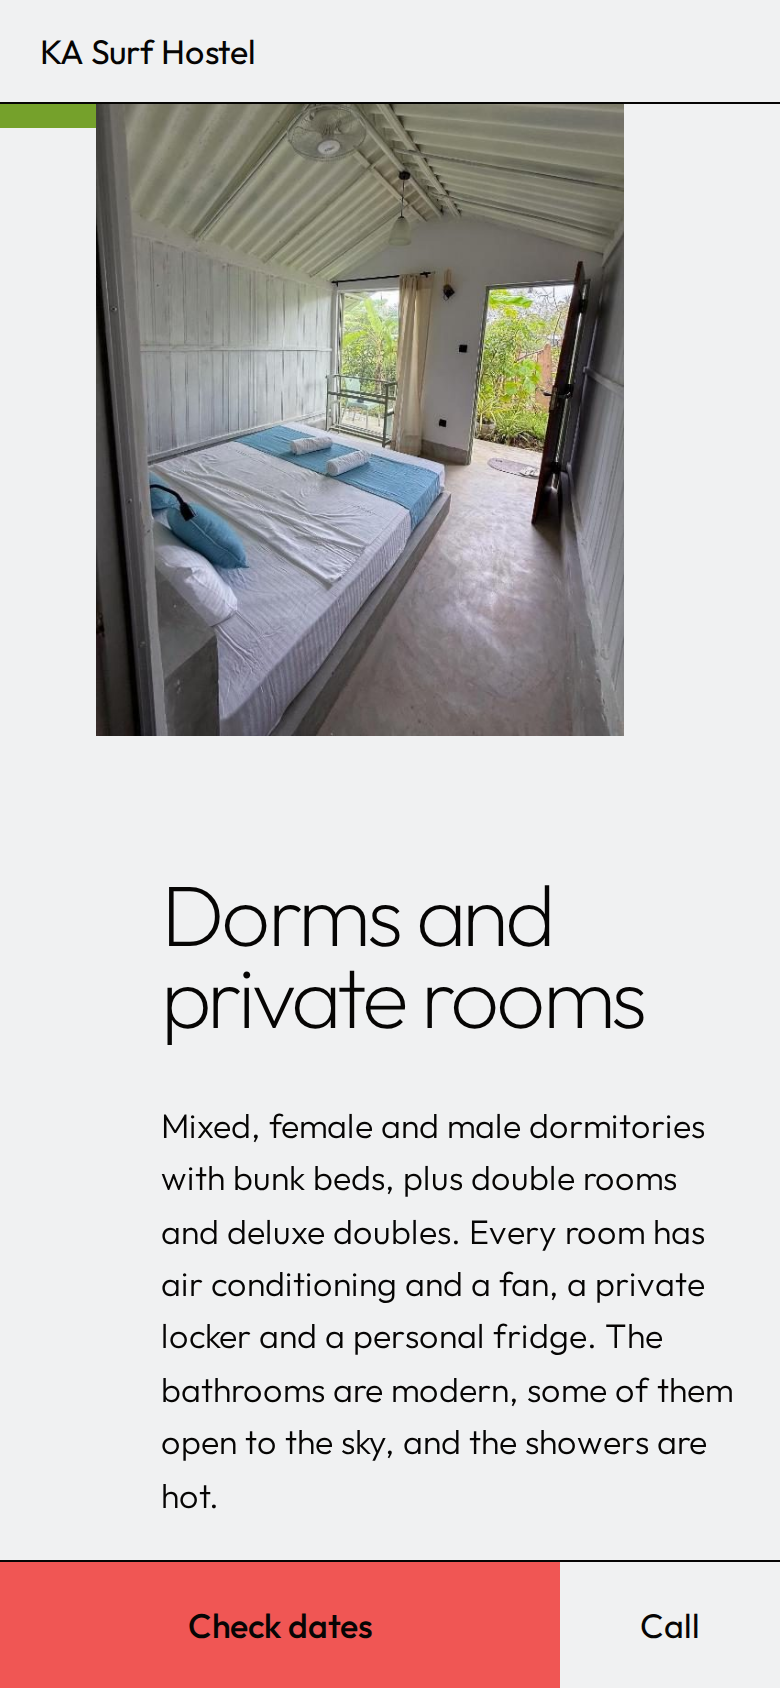 KA Surf Hostel
Dorms and
private rooms
Mixed, female and male dormitories
with bunk beds, plus double rooms
and deluxe doubles. Every room has
air conditioning and a fan, a private
locker and a personal fridge. The
bathrooms are modern, some of them
open to the sky, and the showers are
hot.
Check dates
Call